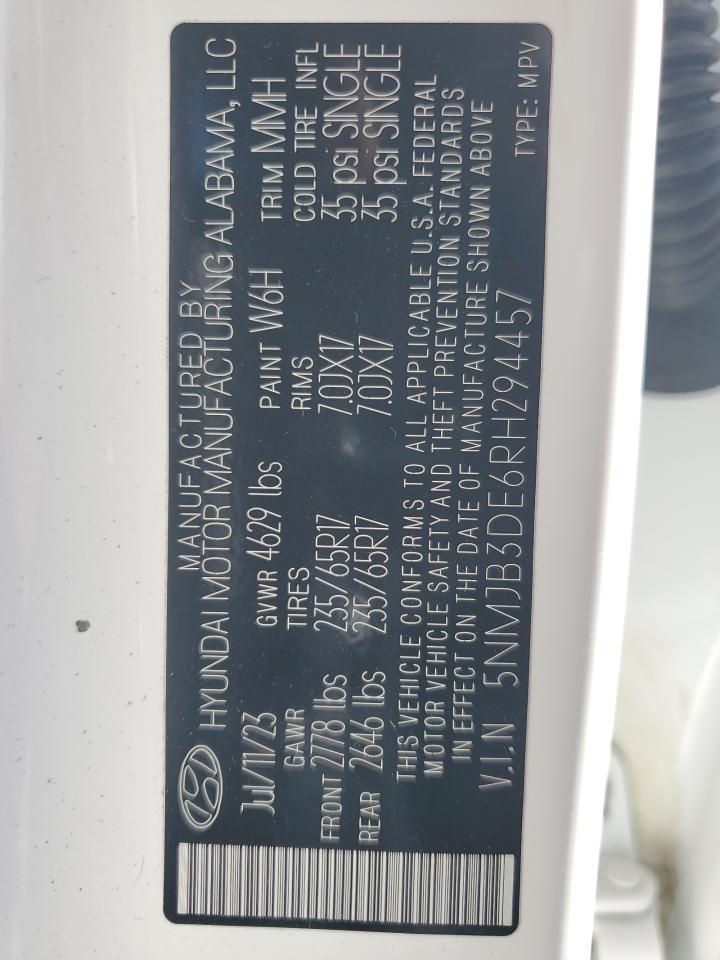 MANUFACTURED BY
HYUNDAI MOTOR MANUFACTURING ALABAMA, LLC
Jul/11/23 GVWR 4629 lbs PAINT W6H TRIM MMH
GAWR TIRES RIMS COLD TIRE INFL
FRONT 2778 lbs 235/65R17 7.0JX17 35 psi SINGLE
REAR 2646 lbs 235/65R17 7.0JX17 35 psi SINGLE
THIS VEHICLE CONFORMS TO ALL APPLICABLE U.S.A. FEDERAL
MOTOR VEHICLE SAFETY AND THEFT PREVENTION STANDARDS
IN EFFECT ON THE DATE OF MANUFACTURE SHOWN ABOVE
V.I.N 5NMJB3DE6RH294457 TYPE: MPV